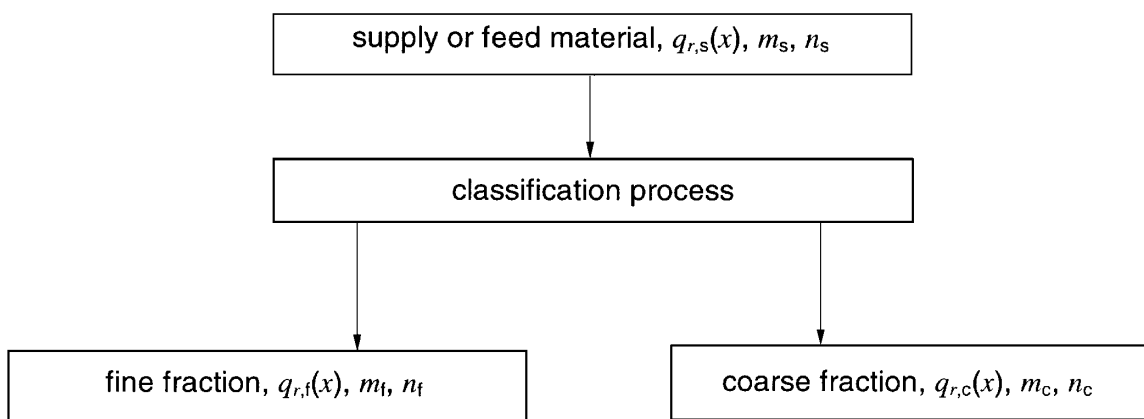 supply or feed material, qr,s(x), ms, ns
classification process
fine fraction, qr,f(x), mf, nf
coarse fraction, qr,c(x), mc, nc